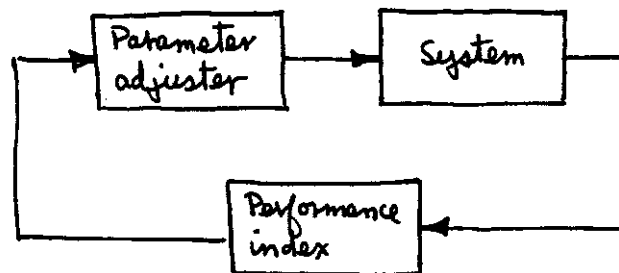 Parameter
adjuster
System
Performance
index